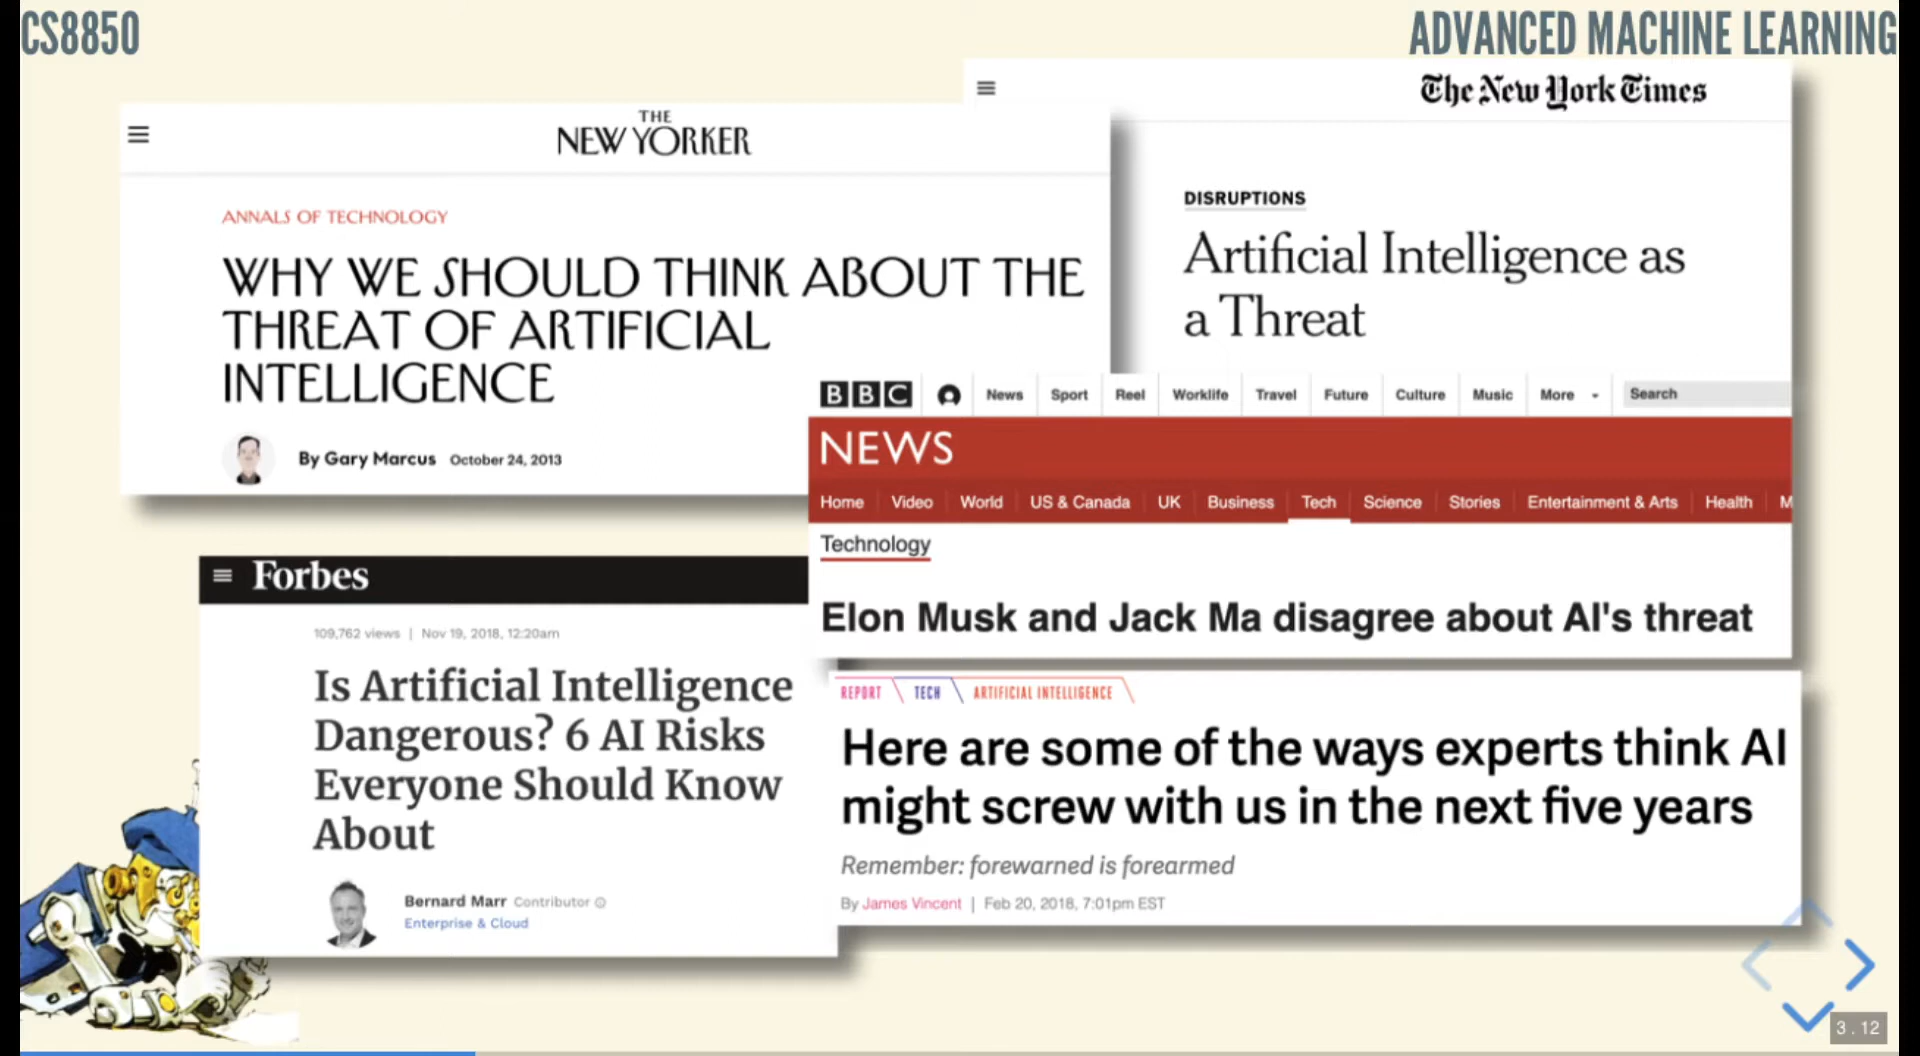 CS8850
ADVANCED MACHINE LEARNING
THE
NEW YORKER
ANNALS OF TECHNOLOGY
WHY WE SHOULD THINK ABOUT THE
THREAT OF ARTIFICIAL
INTELLIGENCE
By Gary Marcus October 24, 2013
The New York Times
DISRUPTIONS
Artificial Intelligence as
a Threat
BBC News Sport Reel Worklife Travel Future Culture Music More Search
NEWS
Home Video World US & Canada UK Business Tech Science Stories Entertainment & Arts Health M
Technology
Elon Musk and Jack Ma disagree about AI's threat
Forbes
109,762 views | Nov 19, 2018, 12:20am
Is Artificial Intelligence
Dangerous? 6 AI Risks
Everyone Should Know
About
Bernard Marr Contributor
Enterprise & Cloud
REPORT TECH ARTIFICIAL INTELLIGENCE
Here are some of the ways experts think AI
might screw with us in the next five years
Remember: forewarned is forearmed
By James Vincent | Feb 20, 2018, 7:01pm EST
3.12